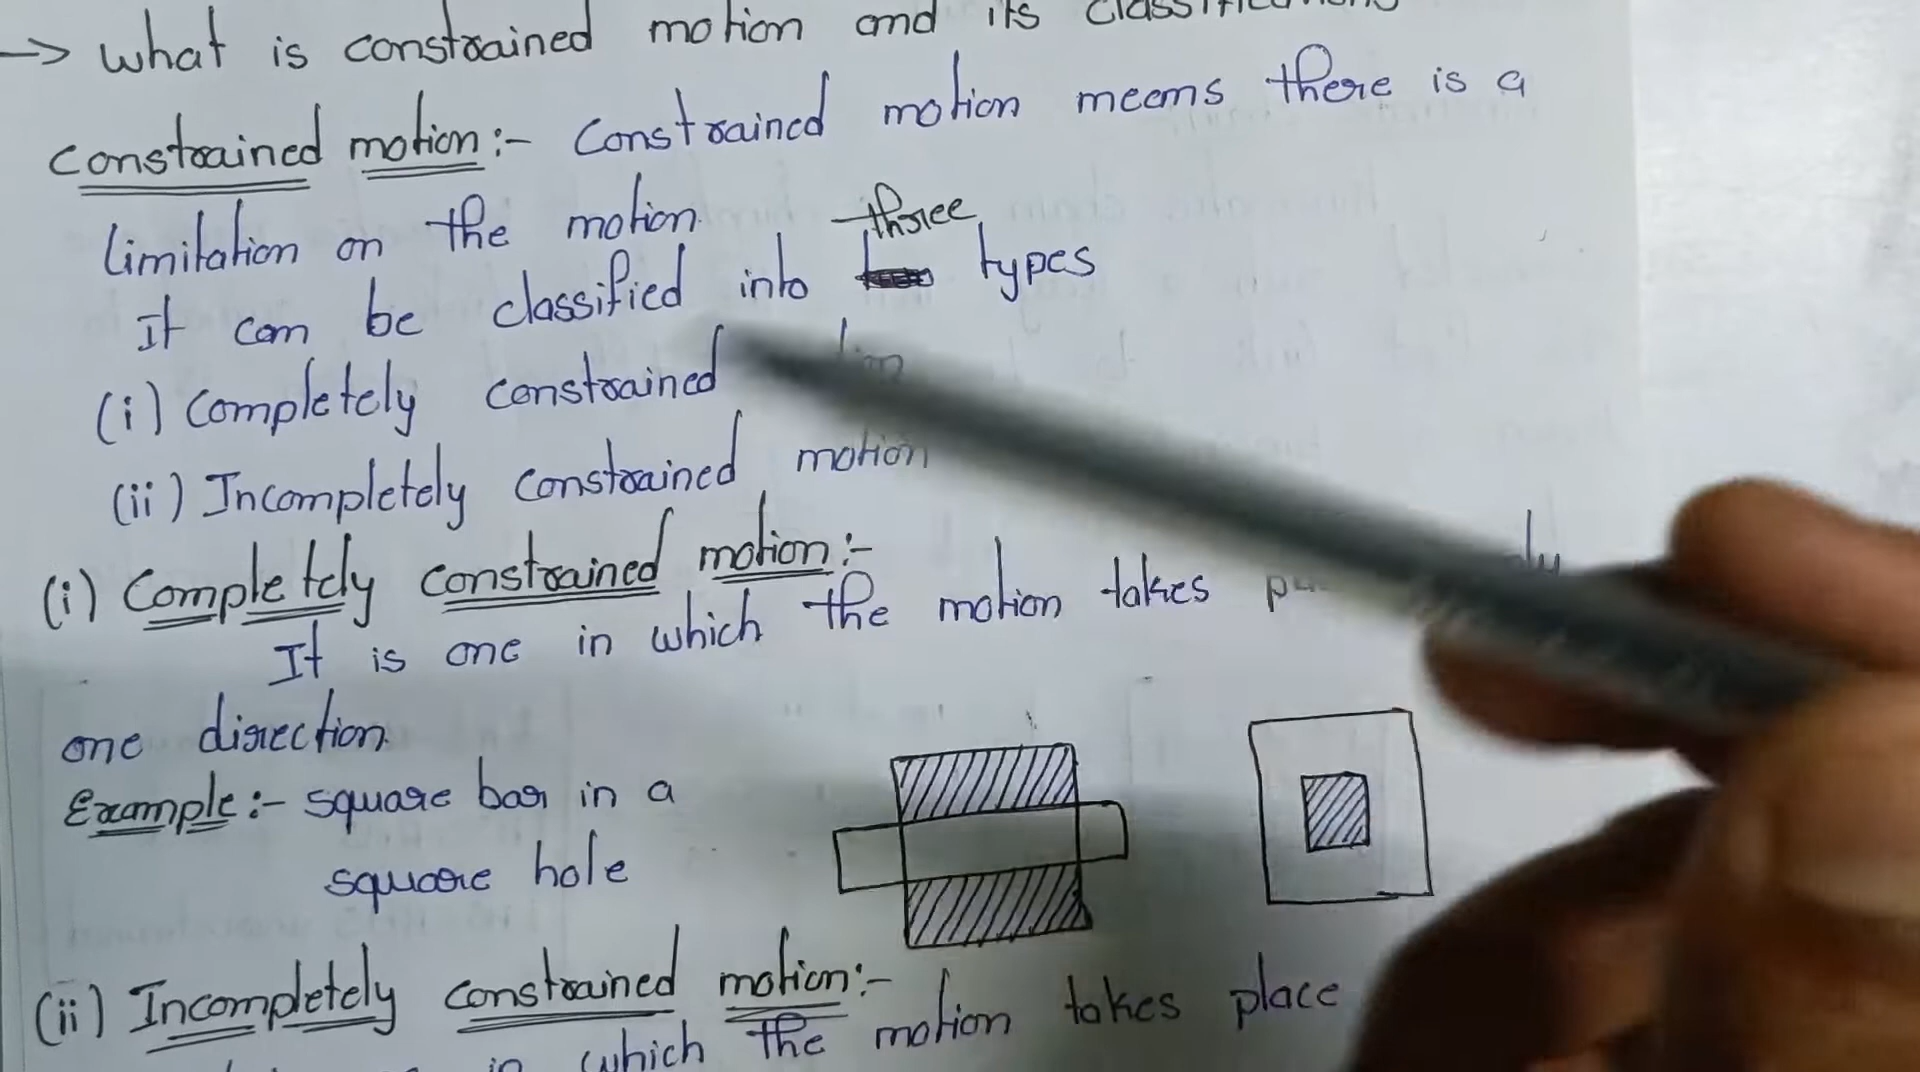 → what is constrained motion and its
constrained motion:- Constrained motion means there is a
limitation on the motion.
It can be classified into three types
(i) Completely constrained
(ii) Incompletely constrained motion
(i) Completely constrained motion:-
It is one in which the motion takes
one direction.
Example:- square bar in a
square hole
(ii) Incompletely constrained motion:-
in which the motion takes place